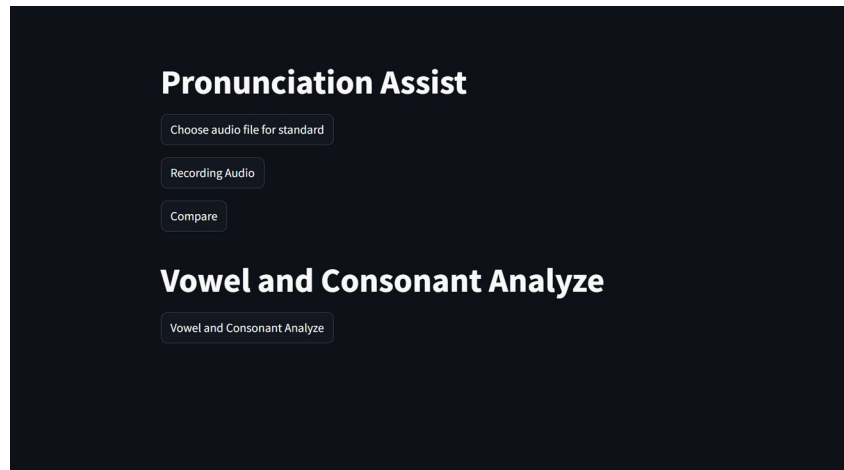 Pronunciation Assist
Choose audio file for standard
Recording Audio
Compare
Vowel and Consonant Analyze
Vowel and Consonant Analyze